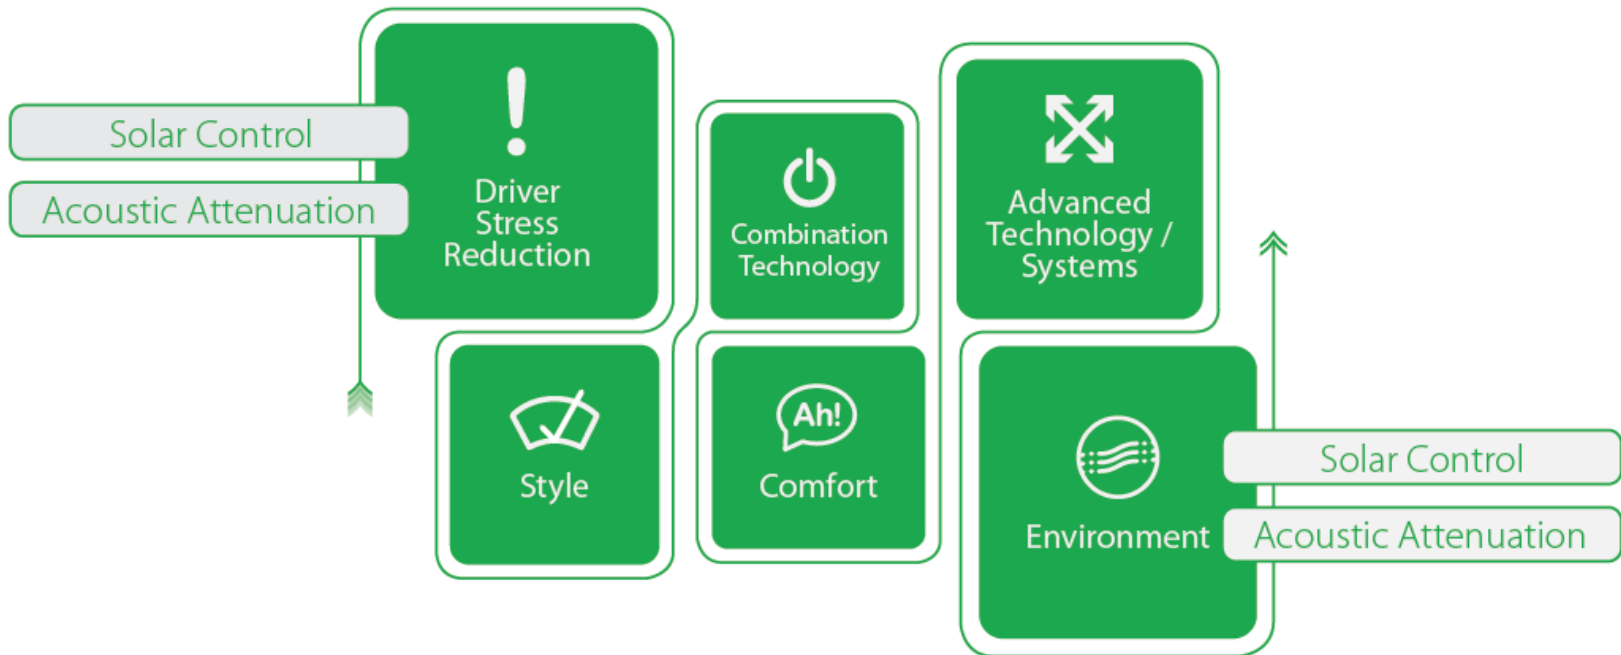 Solar Control
Acoustic Attenuation
Driver
Stress
Reduction
Combination
Technology
Advanced
Technology /
Systems
Style
Ah!
Comfort
Environment
Solar Control
Acoustic Attenuation